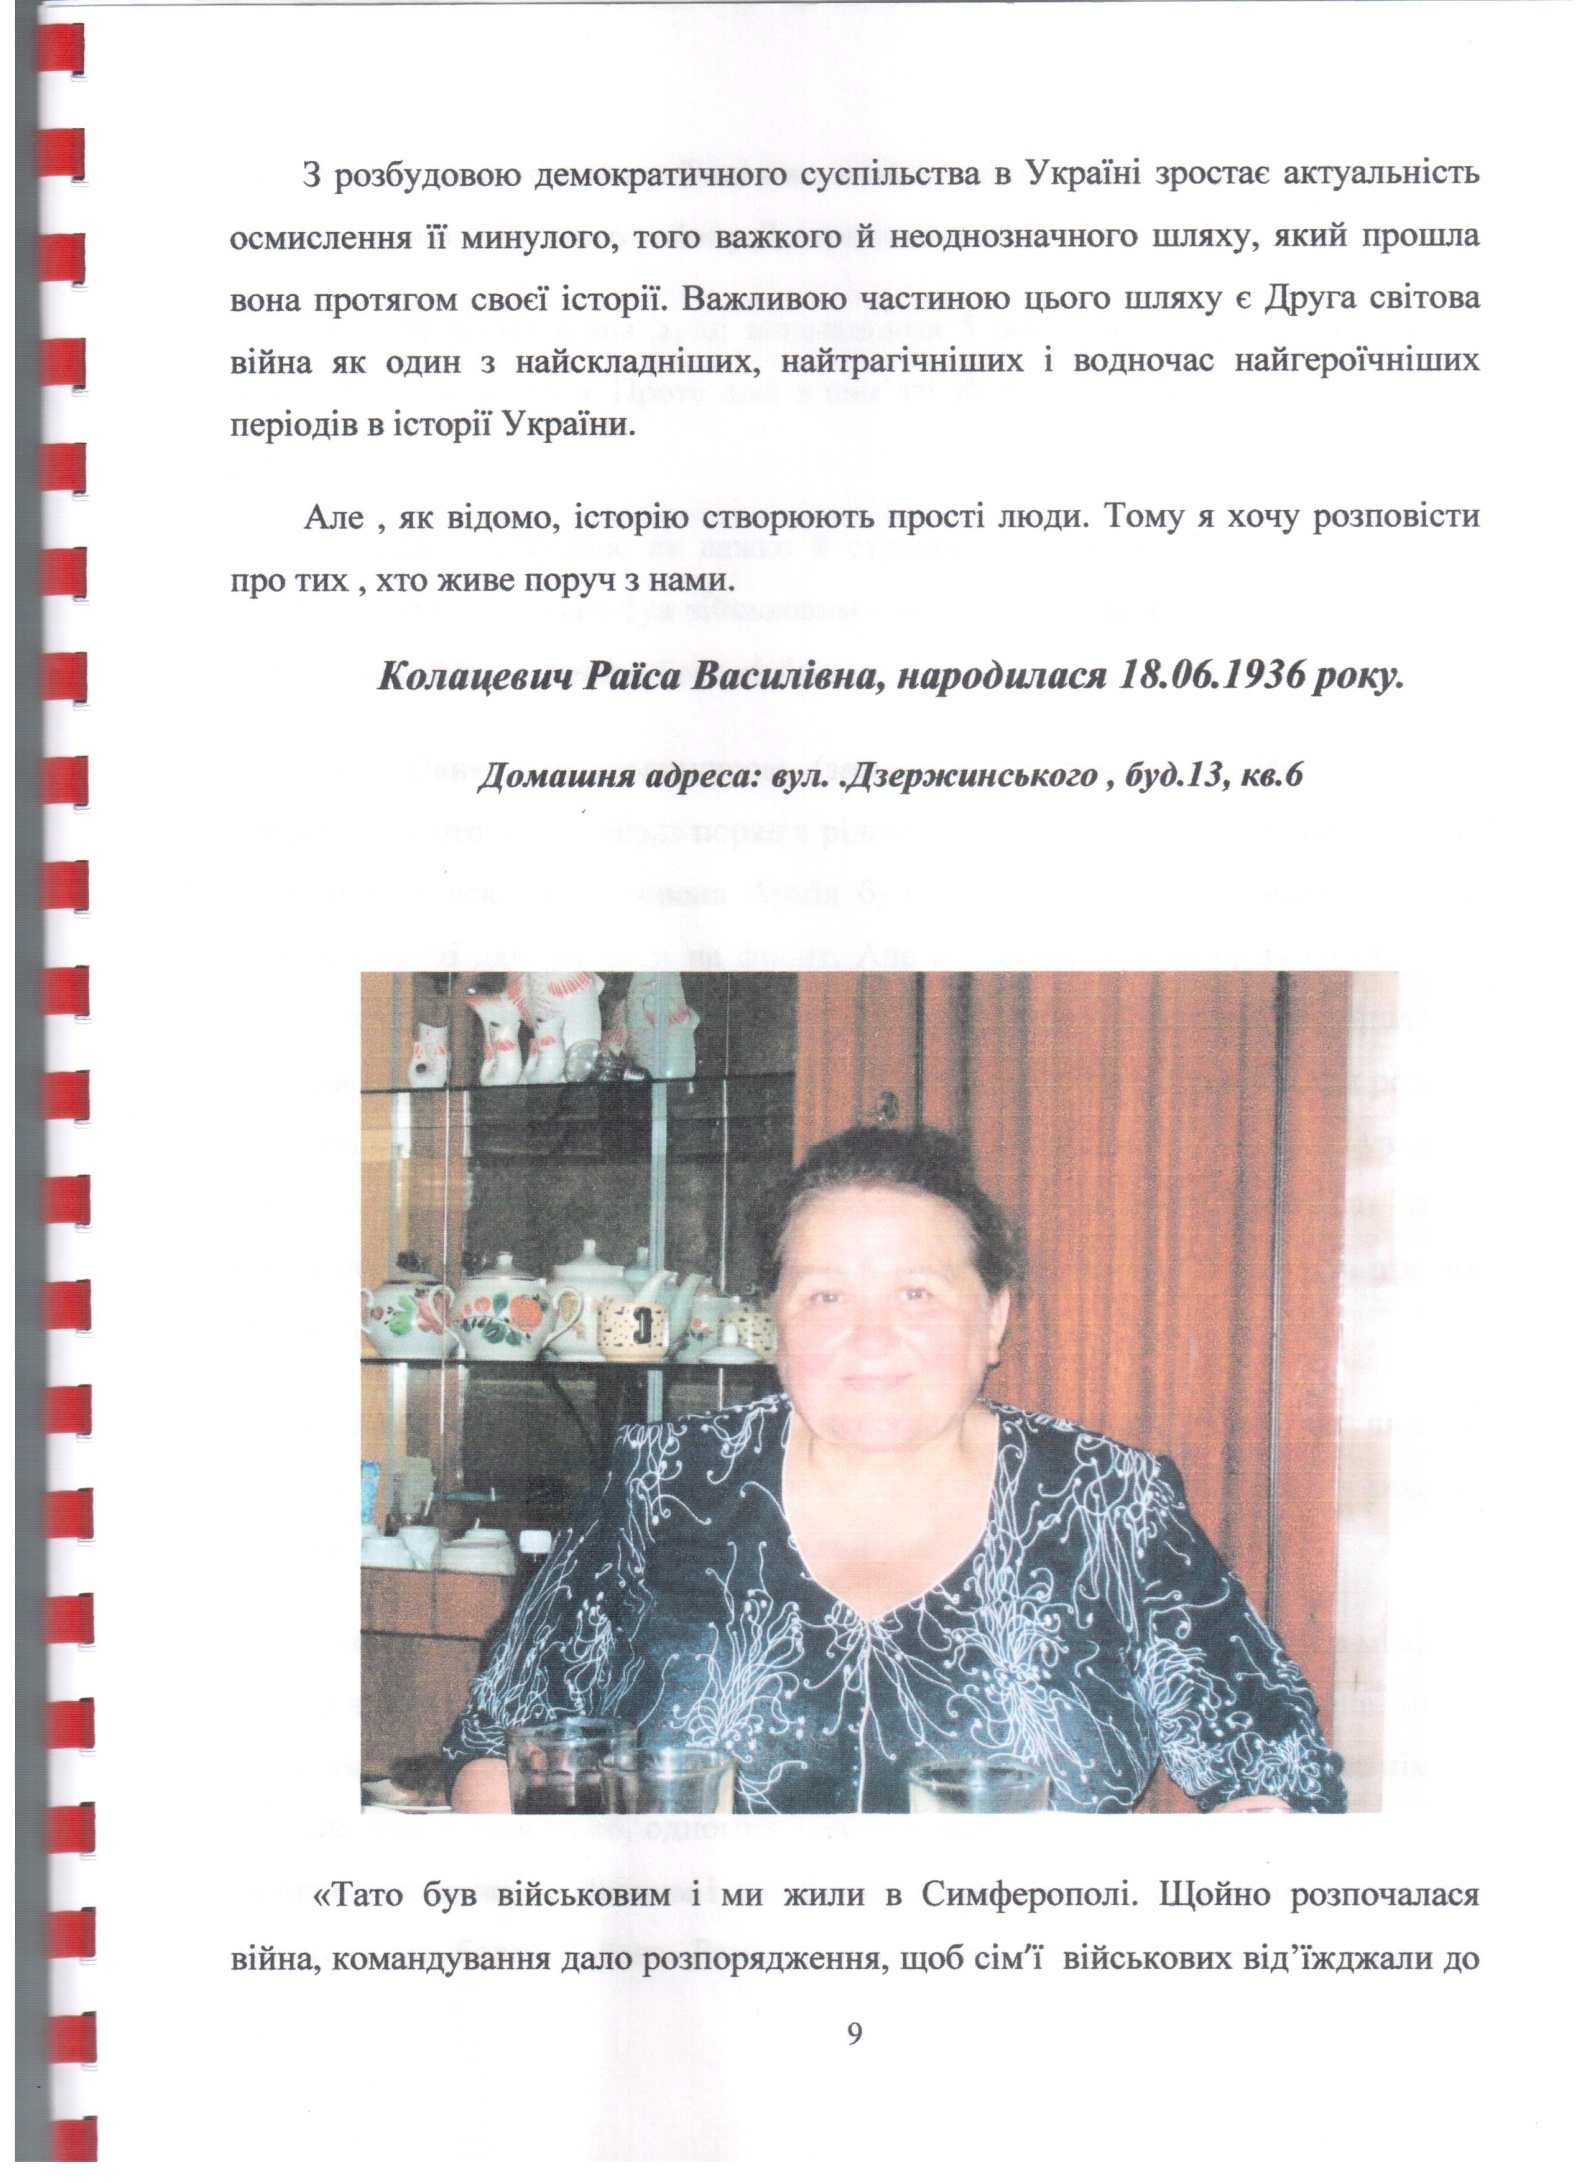 З розбудовою демократичного суспільства в Україні зростає актуальність
осмислення її минулого, того важкого й неоднозначного шляху, який прошла
вона протягом своєї історії. Важливою частиною цього шляху є Друга світова
війна як один з найскладніших, найтрагічніших і водночас найгероїчніших
періодів в історії України.
Але , як відомо, історію створюють прості люди. Тому я хочу розповісти
про тих , хто живе поруч з нами.
Колацевич Раїса Василівна, народилася 18.06.1936 року.
Домашня адреса: вул. .Дзержинського , буд.13, кв.6
«Тато був військовим і ми жили в Симферополі. Щойно розпочалася
війна, командування дало розпорядження, щоб сім'ї військових від’їжджали до
9